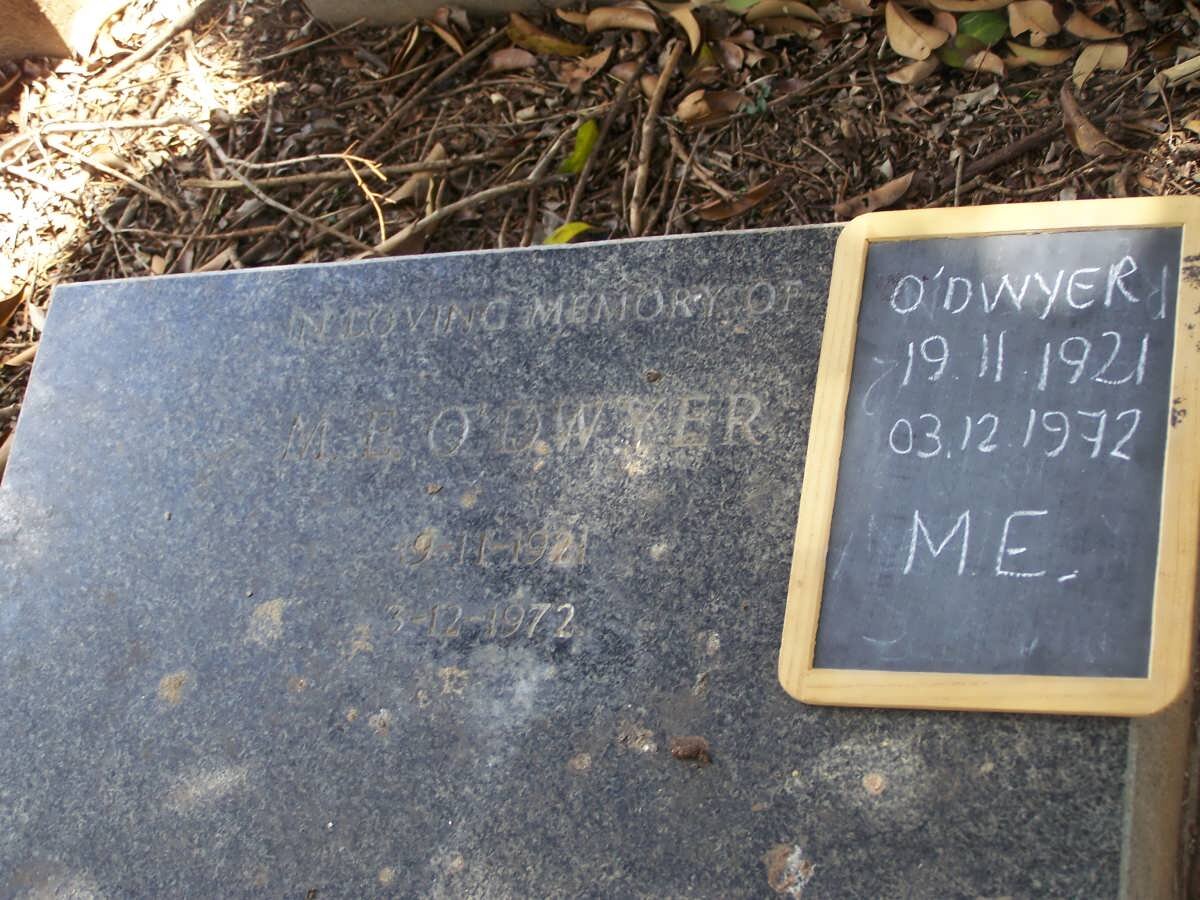 IN LOVING MEMORY OF
M. E. O'DWYER
19-11-1921
3-12-1972
O'DWYER
19.11 1921
03.12.1972
M.E.